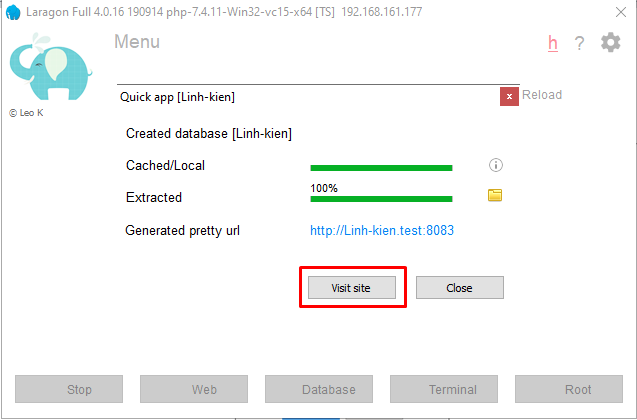 Laragon Full 4.0.16 190914 php-7.4.11-Win32-vc15-x64 [TS] 192.168.161.177
Menu
h ?
© Leo K
Quick app [Linh-kien]
x Reload
Created database [Linh-kien]
Cached/Local
100%
Extracted
Generated pretty url http://Linh-kien.test:8083
Visit site Close
Stop Web Database Terminal Root